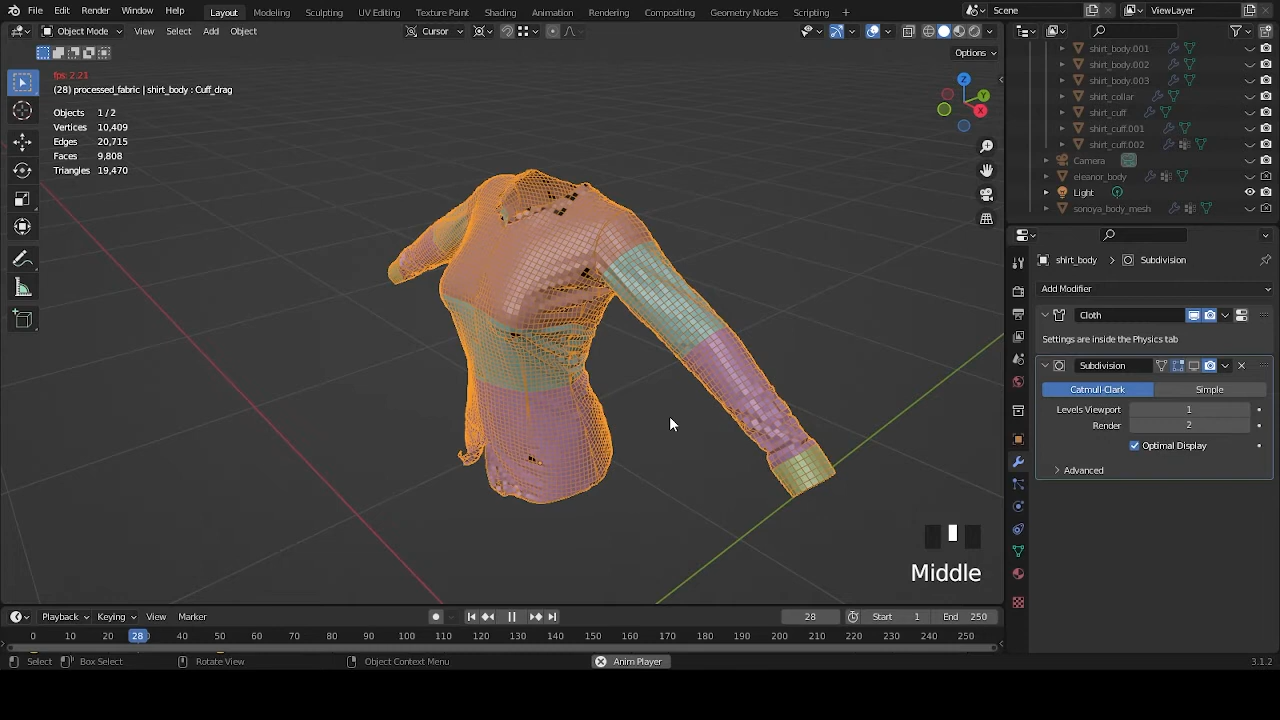 File Edit Render Window Help Layout Modeling Sculpting UV Editing Texture Paint Shading Animation Rendering Compositing Geometry Nodes Scripting + Scene ViewLayer
Object Mode View Select Add Object Cursor
Options
fps: 2.21
(28) processed_fabric | shirt_body : Cuff_drag
Objects 1/2
Vertices 10,409
Edges 20,715
Faces 9,808
Triangles 19,470
Z
Y
X
Middle
shirt_body.001
shirt_body.002
shirt_body.003
shirt_collar
shirt_cuff
shirt_cuff.001
shirt_cuff.002
Camera
eleanor_body
Light
sonoya_body_mesh
shirt_body > Subdivision
Add Modifier
Cloth
Settings are inside the Physics tab
Subdivision
Catmull-Clark Simple
Levels Viewport 1
Render 2
Optimal Display
Advanced
Playback Keying View Marker 28 Start 1 End 250
0 10 20 28 40 50 60 70 80 90 100 110 120 130 140 150 160 170 180 190 200 210 220 230 240 250
Select Box Select Rotate View Object Context Menu Anim Player 3.1.2